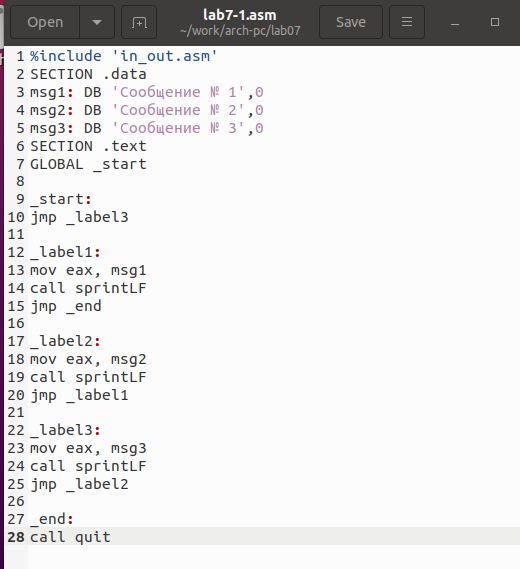 Open
lab7-1.asm
~/work/arch-pc/lab07
Save
1 %include 'in_out.asm'
2 SECTION .data
3 msg1: DB 'Сообщение № 1',0
4 msg2: DB 'Сообщение № 2',0
5 msg3: DB 'Сообщение № 3',0
6 SECTION .text
7 GLOBAL _start
8
9 _start:
10 jmp _label3
11
12 _label1:
13 mov eax, msg1
14 call sprintLF
15 jmp _end
16
17 _label2:
18 mov eax, msg2
19 call sprintLF
20 jmp _label1
21
22 _label3:
23 mov eax, msg3
24 call sprintLF
25 jmp _label2
26
27 _end:
28 call quit